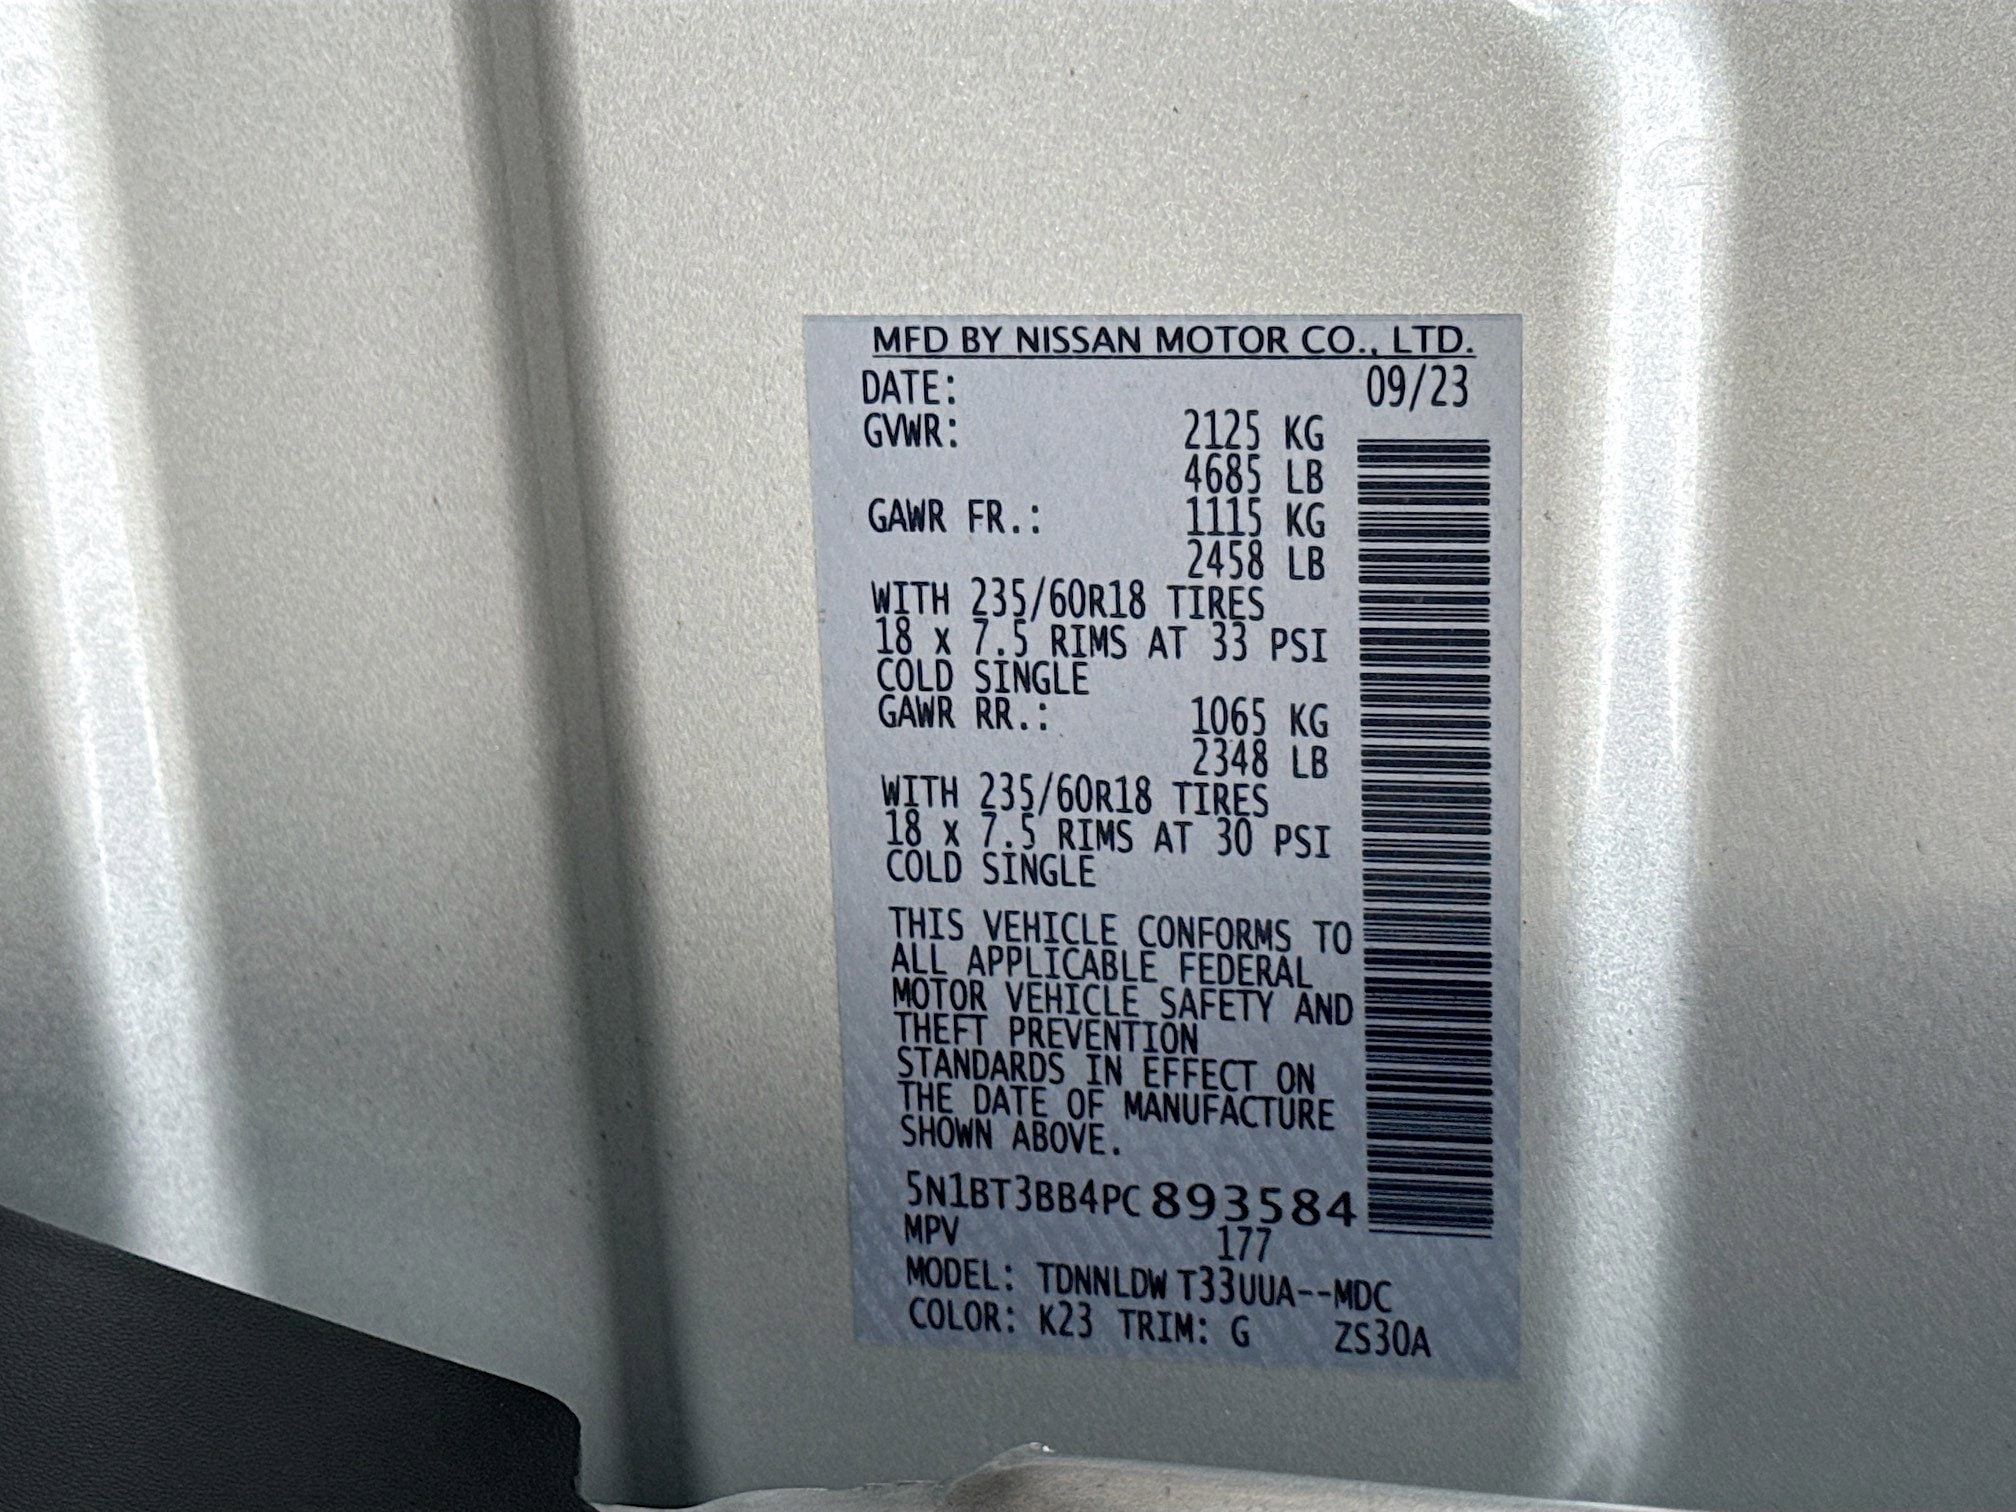 MFD BY NISSAN MOTOR CO., LTD.
DATE: 09/23
GVWR: 2125 KG
4685 LB
GAWR FR.: 1115 KG
2458 LB
WITH 235/60R18 TIRES
18 x 7.5 RIMS AT 33 PSI
COLD SINGLE
GAWR RR.: 1065 KG
2348 LB
WITH 235/60R18 TIRES
18 x 7.5 RIMS AT 30 PSI
COLD SINGLE
THIS VEHICLE CONFORMS TO
ALL APPLICABLE FEDERAL
MOTOR VEHICLE SAFETY AND
THEFT PREVENTION
STANDARDS IN EFFECT ON
THE DATE OF MANUFACTURE
SHOWN ABOVE.
5N1BT3BB4PC893584
MPV 177
MODEL: TDNNLDW T33UUA--MDC
COLOR: K23 TRIM: G ZS30A